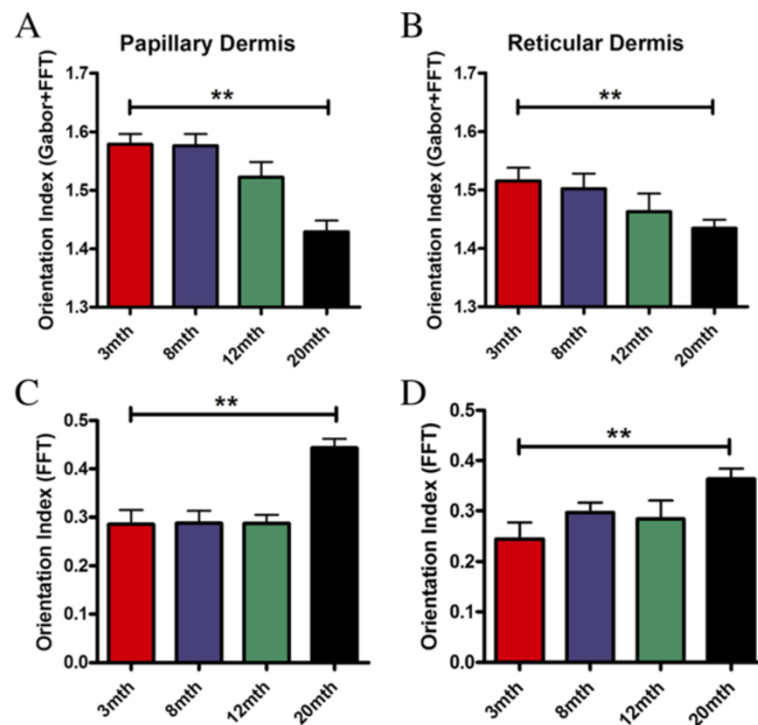 A
Papillary Dermis
Orientation Index (Gabor+FFT)
1.7
1.6
1.5
1.4
1.3
**
3mth
8mth
12mth
20mth
B
Reticular Dermis
Orientation Index (Gabor+FFT)
1.7
1.6
1.5
1.4
1.3
**
3mth
8mth
12mth
20mth
C
Orientation Index (FFT)
0.5
0.4
0.3
0.2
0.1
0.0
**
3mth
8mth
12mth
20mth
D
Orientation Index (FFT)
0.5
0.4
0.3
0.2
0.1
0.0
**
3mth
8mth
12mth
20mth